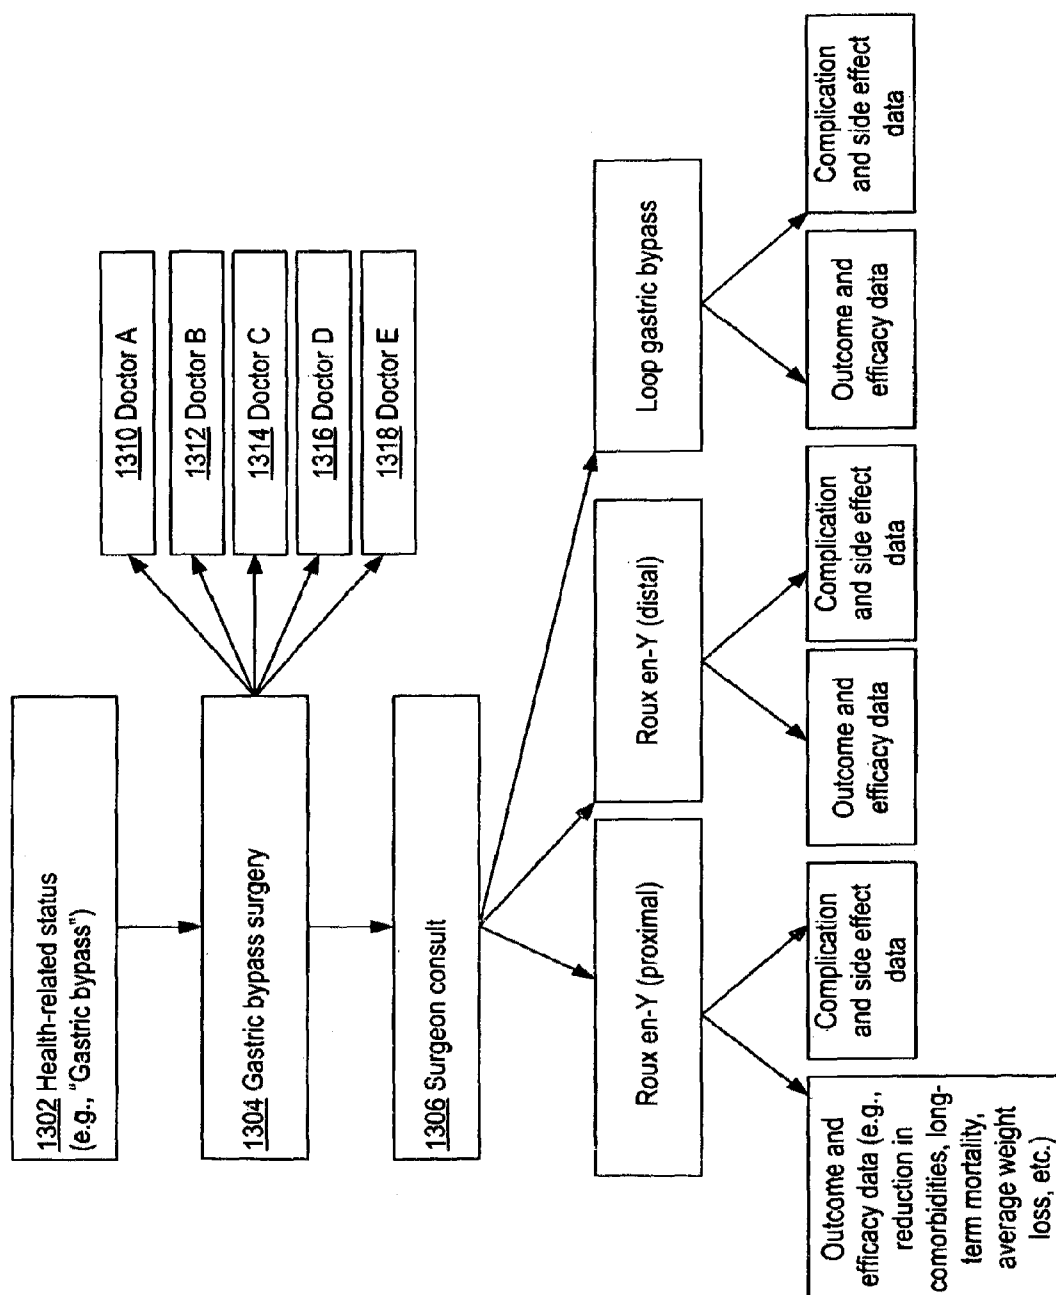 1302 Health-related status
(e.g., "Gastric bypass")
1304 Gastric bypass surgery
1310 Doctor A
1312 Doctor B
1314 Doctor C
1316 Doctor D
1318 Doctor E
1306 Surgeon consult
Roux en-Y (proximal)
Roux en-Y (distal)
Loop gastric bypass
Outcome and
efficacy data (e.g.,
reduction in
comorbidities, long-
term mortality,
average weight
loss, etc.)
Complication
and side effect
data
Outcome and
efficacy data
Complication
and side effect
data
Outcome and
efficacy data
Complication
and side effect
data